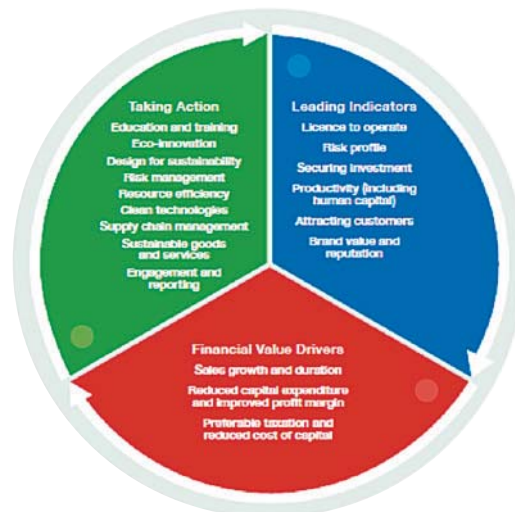 Taking Action
Education and training
Eco-innovation
Design for sustainability
Risk management
Resource efficiency
Clean technologies
Supply chain management
Sustainable goods
and services
Engagement and
reporting
Leading Indicators
Licence to operate
Risk profile
Securing investment
Productivity (including
human capital)
Attracting customers
Brand value and
reputation
Financial Value Drivers
Sales growth and duration
Reduced capital expenditure
and improved profit margin
Preferable taxation and
reduced cost of capital